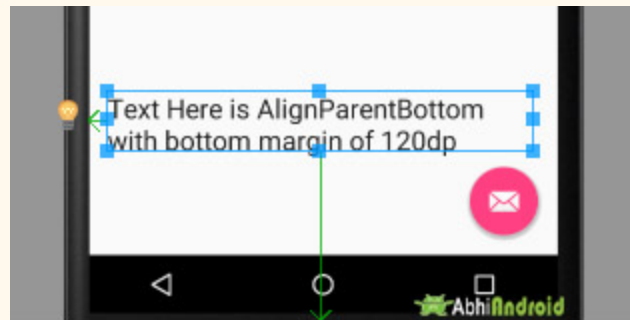 Text Here is AlignParentBottom
with bottom margin of 120dp
AbhiAndroid